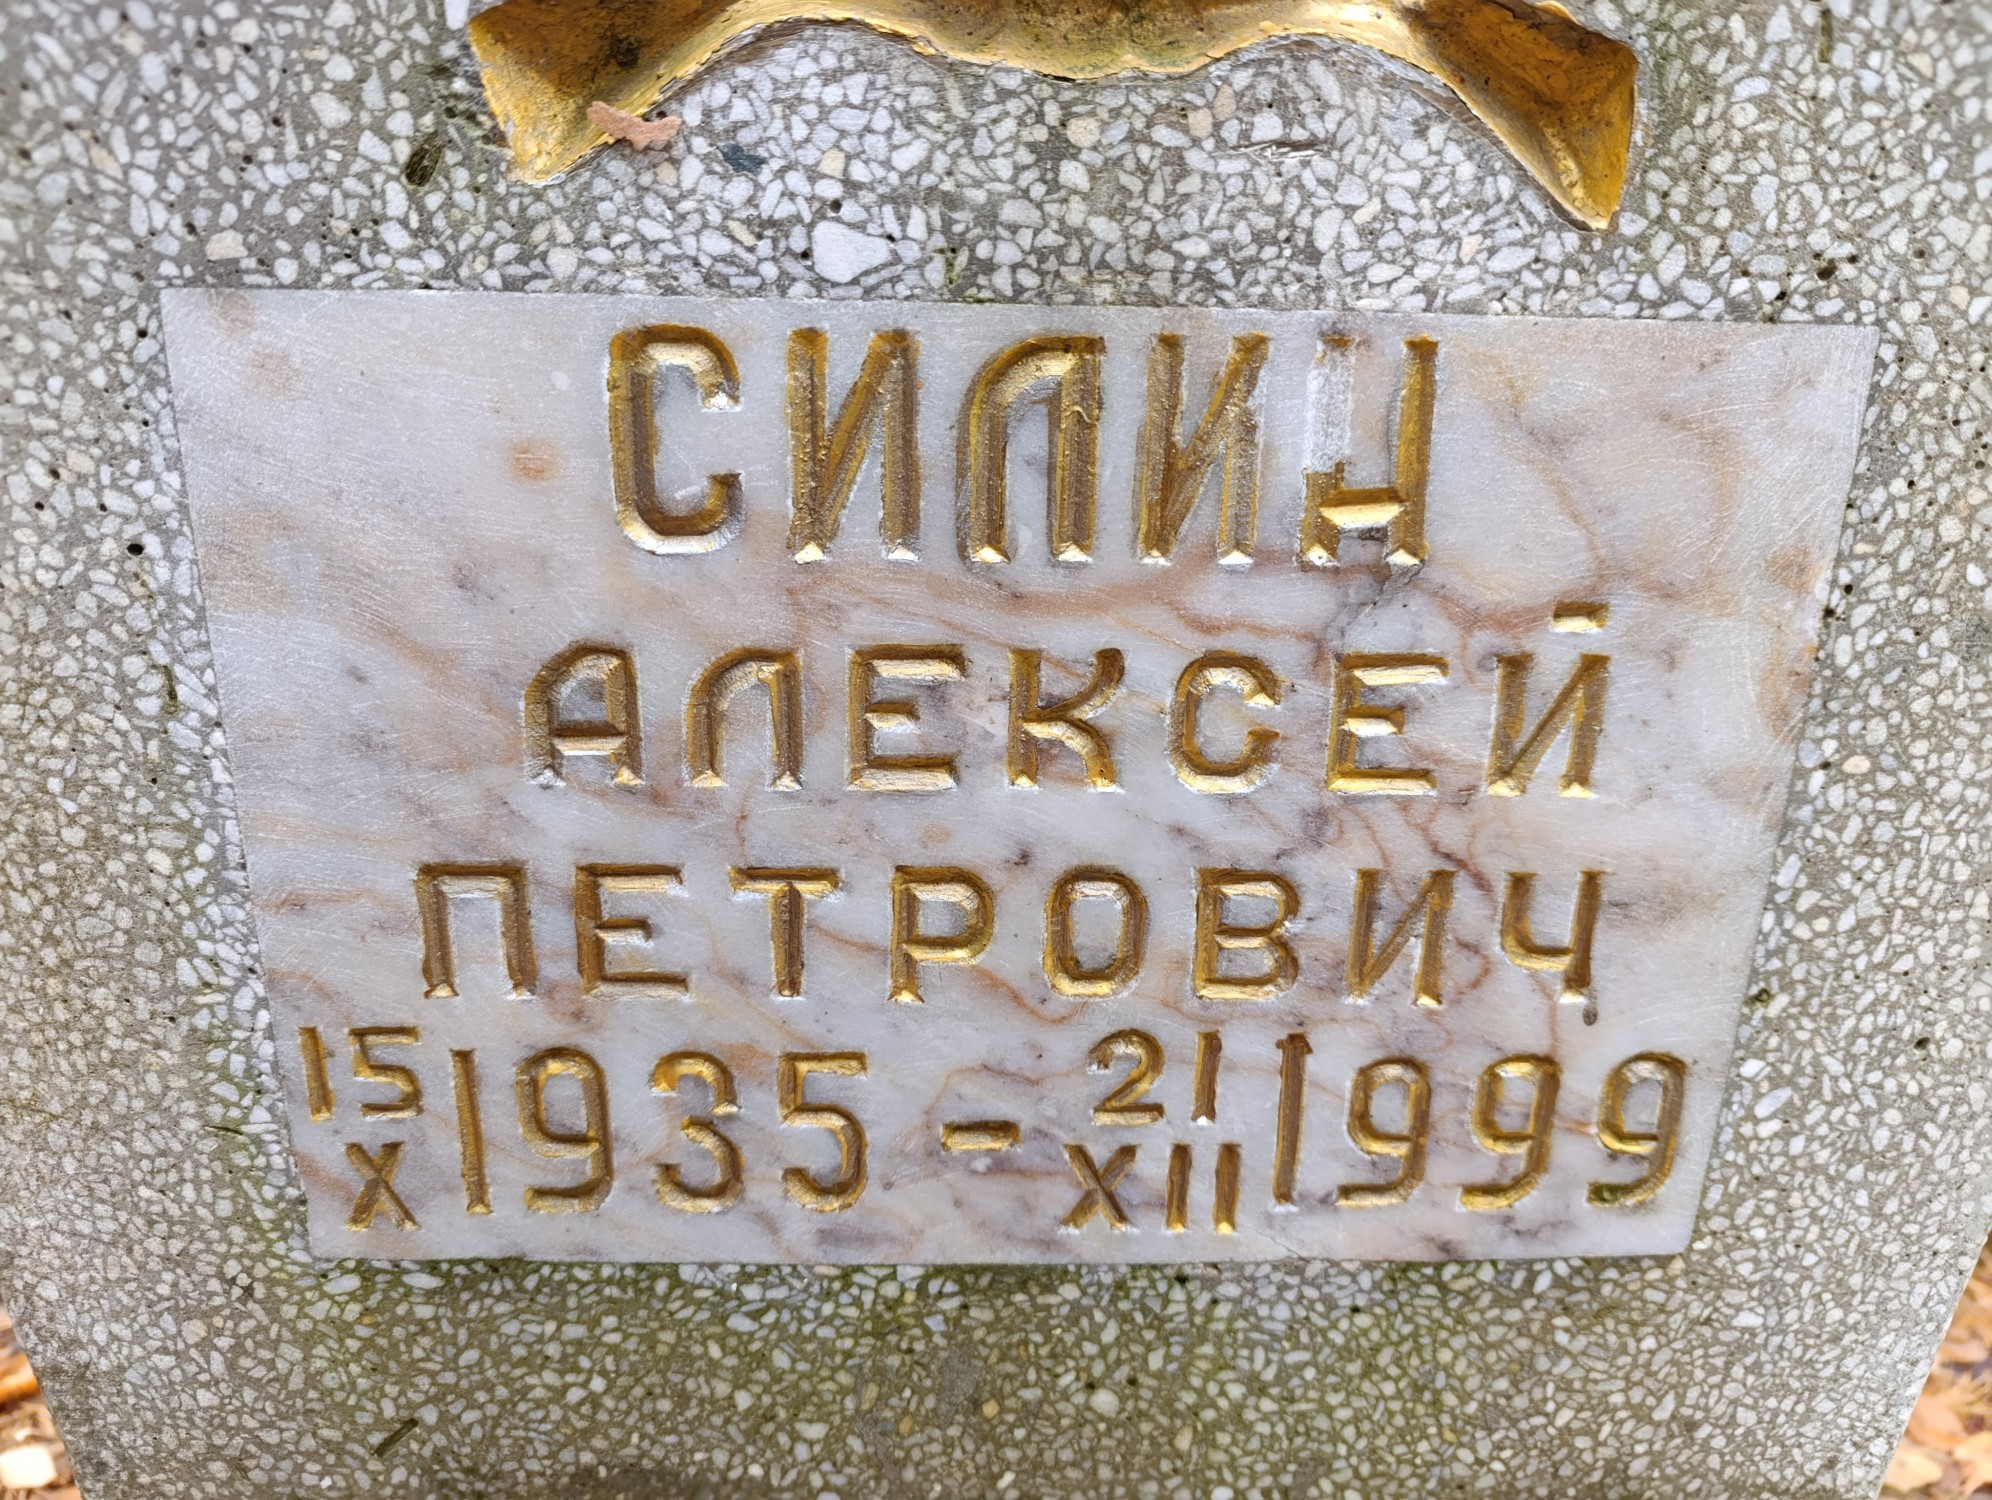 СИЛИН
АЛЕКСЕЙ
ПЕТРОВИЧ
15/X 1935 - 21/XII 1999